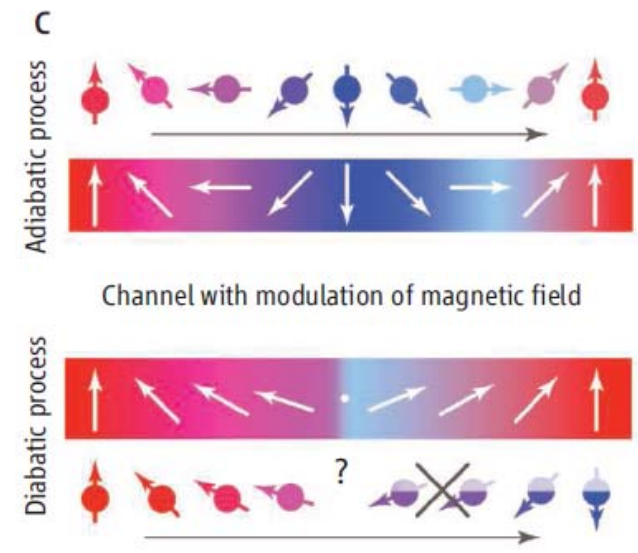 C
Adiabatic process
Channel with modulation of magnetic field
Diabatic process
?